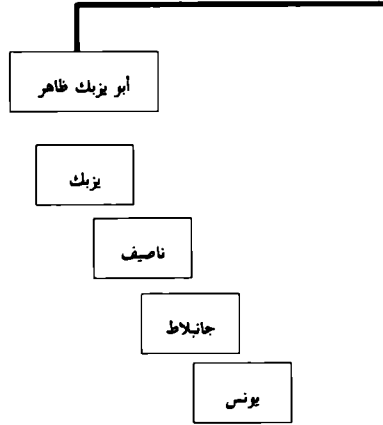 أبو يزبك ظاهر
يزبك
ناصيف
جانبلاط
يونس